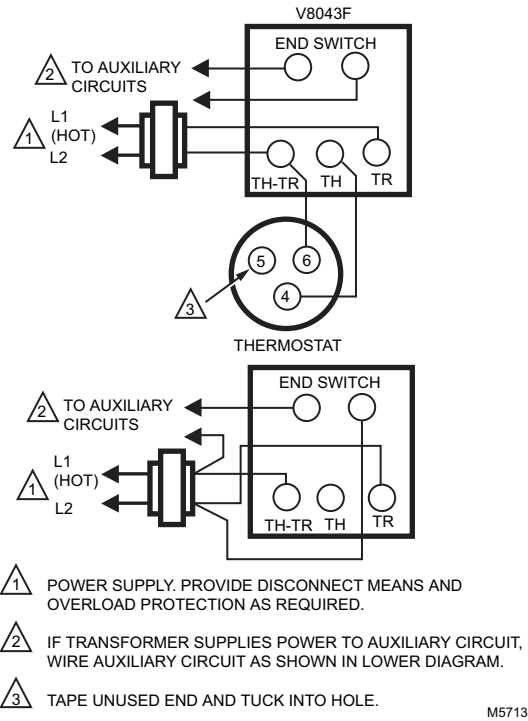 V8043F
END SWITCH
2 TO AUXILIARY
CIRCUITS
L1
1 (HOT)
L2
TH-TR TH TR
5 6
4
3
THERMOSTAT
END SWITCH
2 TO AUXILIARY
CIRCUITS
L1
1 (HOT)
L2
TH-TR TH TR
1 POWER SUPPLY. PROVIDE DISCONNECT MEANS AND
OVERLOAD PROTECTION AS REQUIRED.
2 IF TRANSFORMER SUPPLIES POWER TO AUXILIARY CIRCUIT,
WIRE AUXILIARY CIRCUIT AS SHOWN IN LOWER DIAGRAM.
3 TAPE UNUSED END AND TUCK INTO HOLE.
M5713